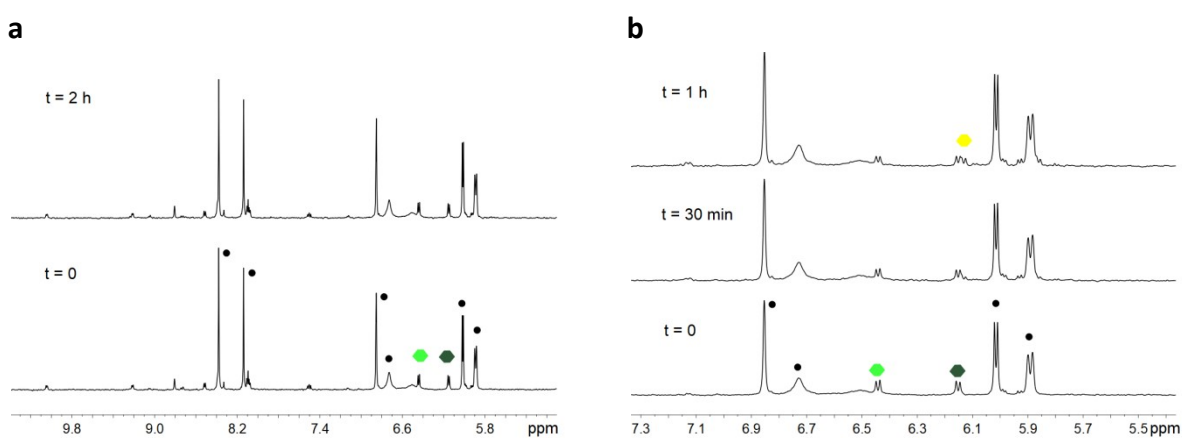 a
t = 2 h
t = 0
9.8 9.0 8.2 7.4 6.6 5.8 ppm
b
t = 1 h
t = 30 min
t = 0
7.3 7.1 6.9 6.7 6.5 6.3 6.1 5.9 5.7 5.5 ppm